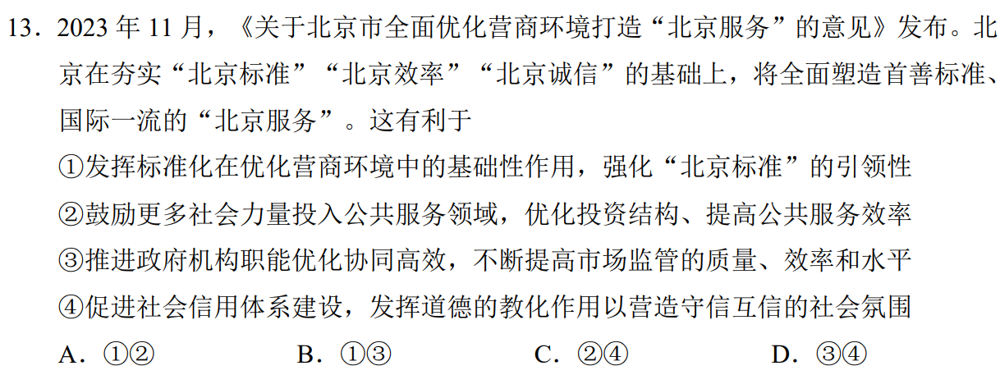 13．2023 年 11 月，《关于北京市全面优化营商环境打造“北京服务”的意见》发布。北
京在夯实“北京标准”“北京效率”“北京诚信”的基础上，将全面塑造首善标准、
国际一流的“北京服务”。这有利于
①发挥标准化在优化营商环境中的基础性作用，强化“北京标准”的引领性
②鼓励更多社会力量投入公共服务领域，优化投资结构、提高公共服务效率
③推进政府机构职能优化协同高效，不断提高市场监管的质量、效率和水平
④促进社会信用体系建设，发挥道德的教化作用以营造守信互信的社会氛围
A．①② B．①③ C．②④ D．③④